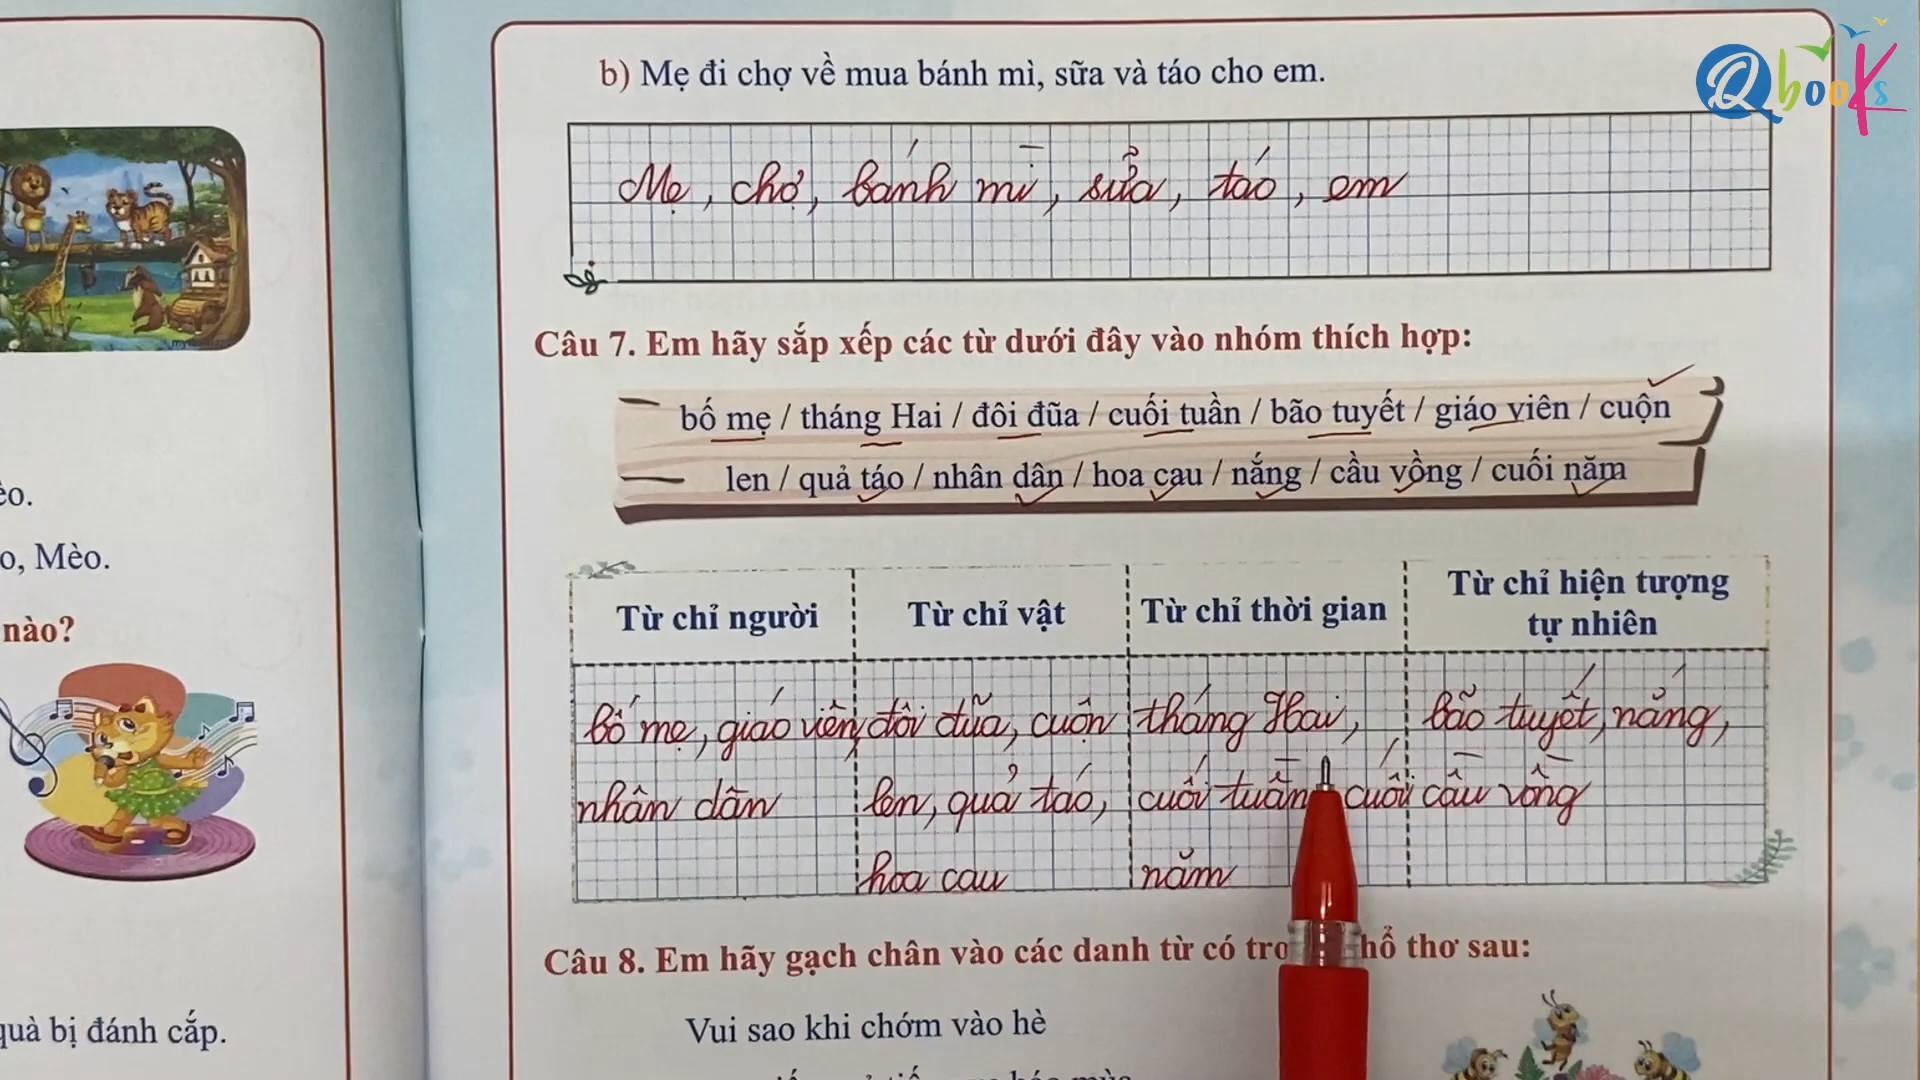 Qbooks
b) Mẹ đi chợ về mua bánh mì, sữa và táo cho em.
Mẹ, chợ, bánh mì, sữa, táo, em
Câu 7. Em hãy sắp xếp các từ dưới đây vào nhóm thích hợp:
bố mẹ / tháng Hai / đôi đũa / cuối tuần / bão tuyết / giáo viên / cuộn
len / quả táo / nhân dân / hoa cau / nắng / cầu vồng / cuối năm
Từ chỉ người
bố mẹ, giáo viên,
nhân dân
Từ chỉ vật
đôi đũa, cuộn
len, quả táo,
hoa cau
Từ chỉ thời gian
tháng Hai,
cuối tuần cuối
năm
Từ chỉ hiện tượng
tự nhiên
bão tuyết, nắng,
cầu vồng
Câu 8. Em hãy gạch chân vào các danh từ có thơ sau:
Vui sao khi chớm vào hè
o, Mèo.
nào?
quà bị đánh cắp.